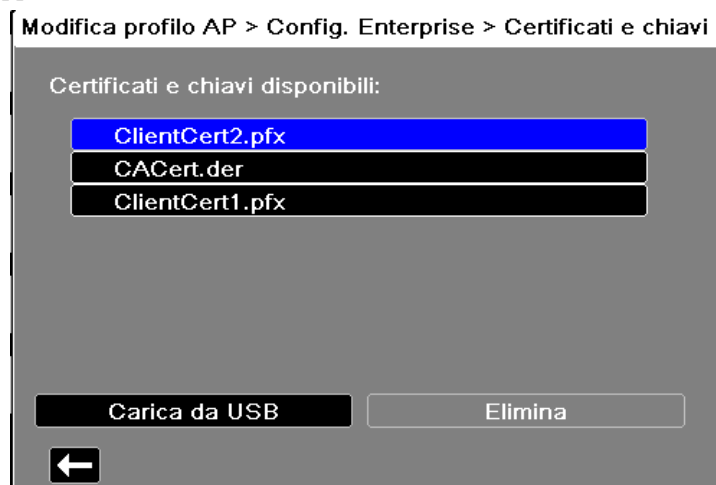 Modifica profilo AP > Config. Enterprise > Certificati e chiavi
Certificati e chiavi disponibili:
ClientCert2.pfx
CACert.der
ClientCert1.pfx
Carica da USB
Elimina